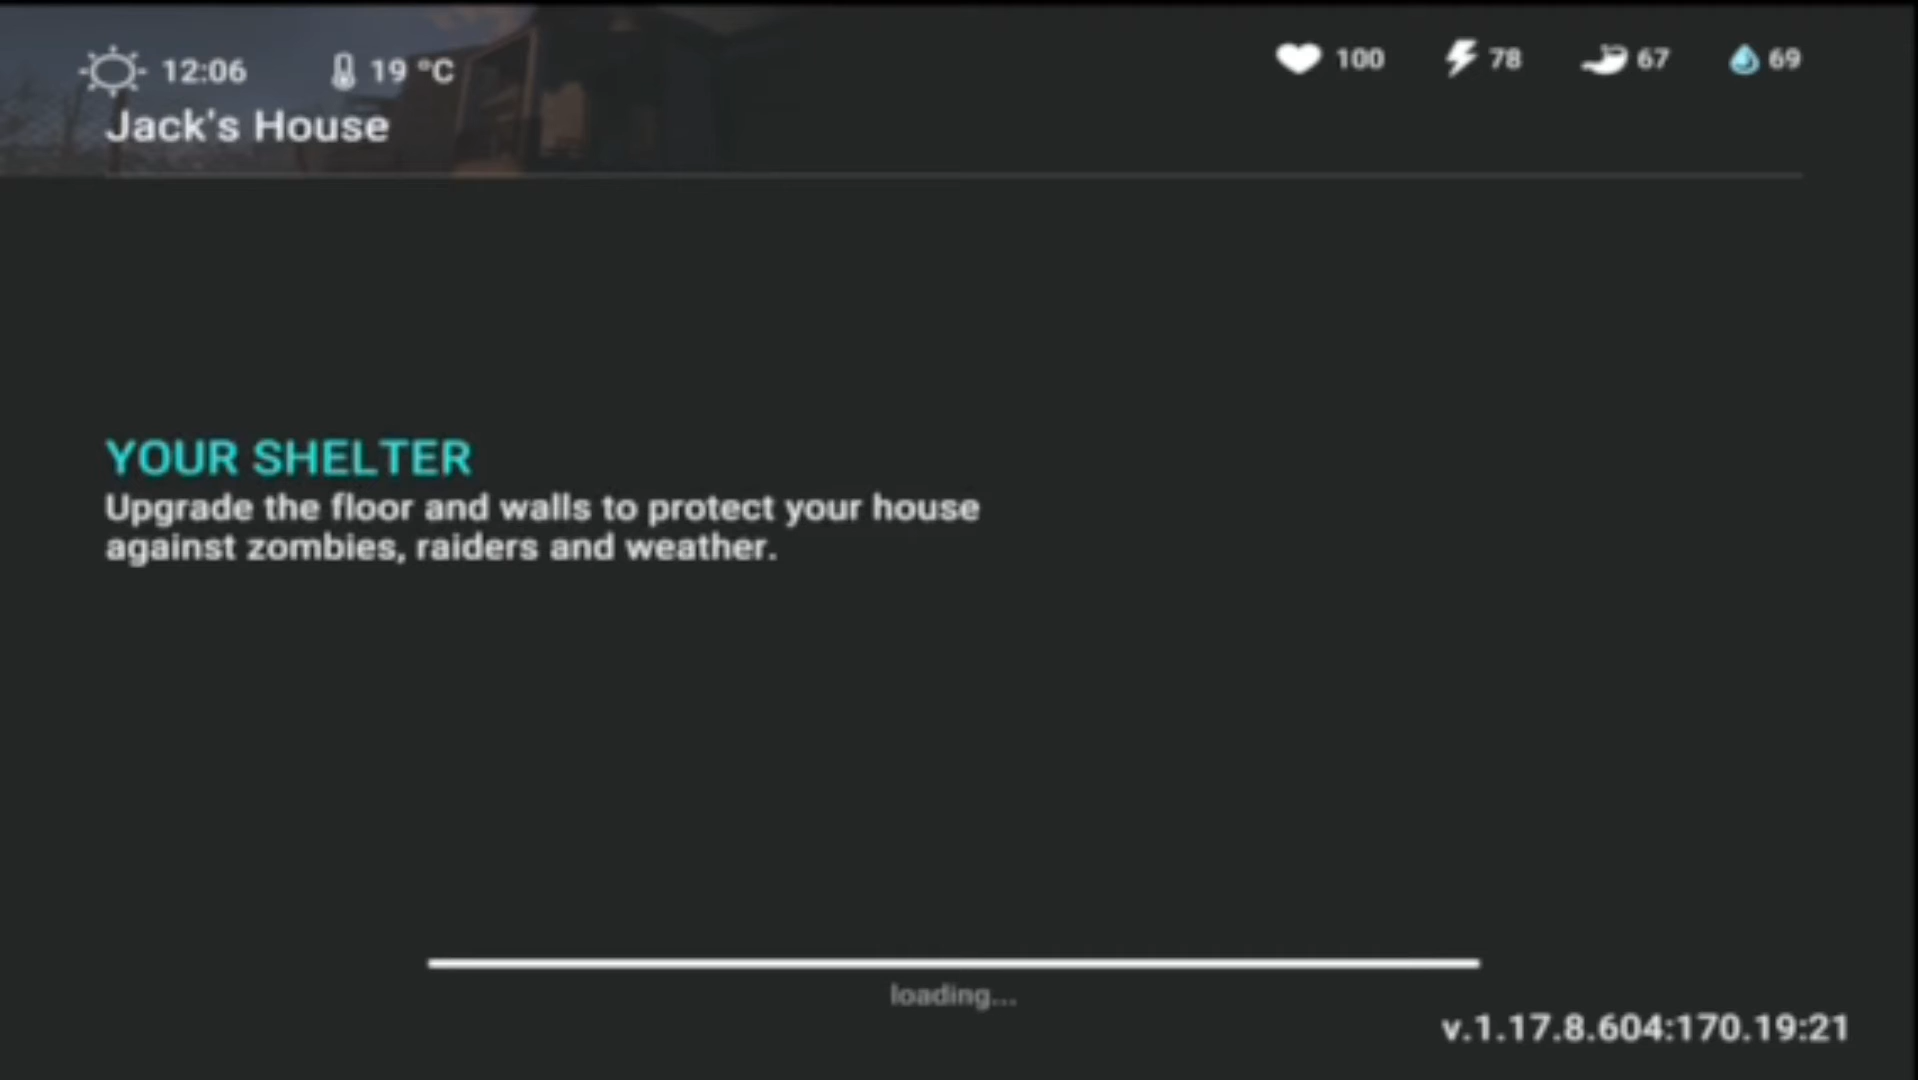 12:06 19 °C 100 78 67 69
Jack's House
YOUR SHELTER
Upgrade the floor and walls to protect your house
against zombies, raiders and weather.
loading...
v.1.17.8.604:170.19:21